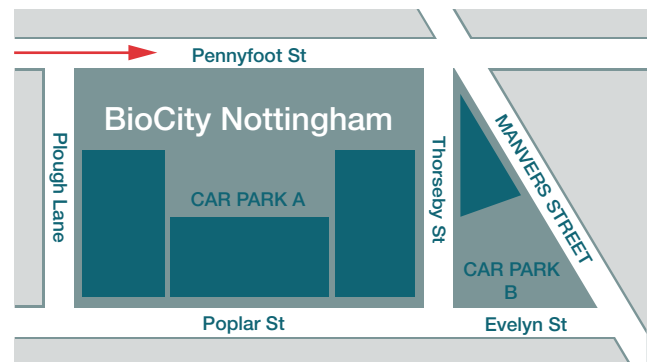 Pennyfoot St
BioCity Nottingham
Plough Lane
CAR PARK A
Thorseby St
MANVERS STREET
CAR PARK
B
Poplar St
Evelyn St